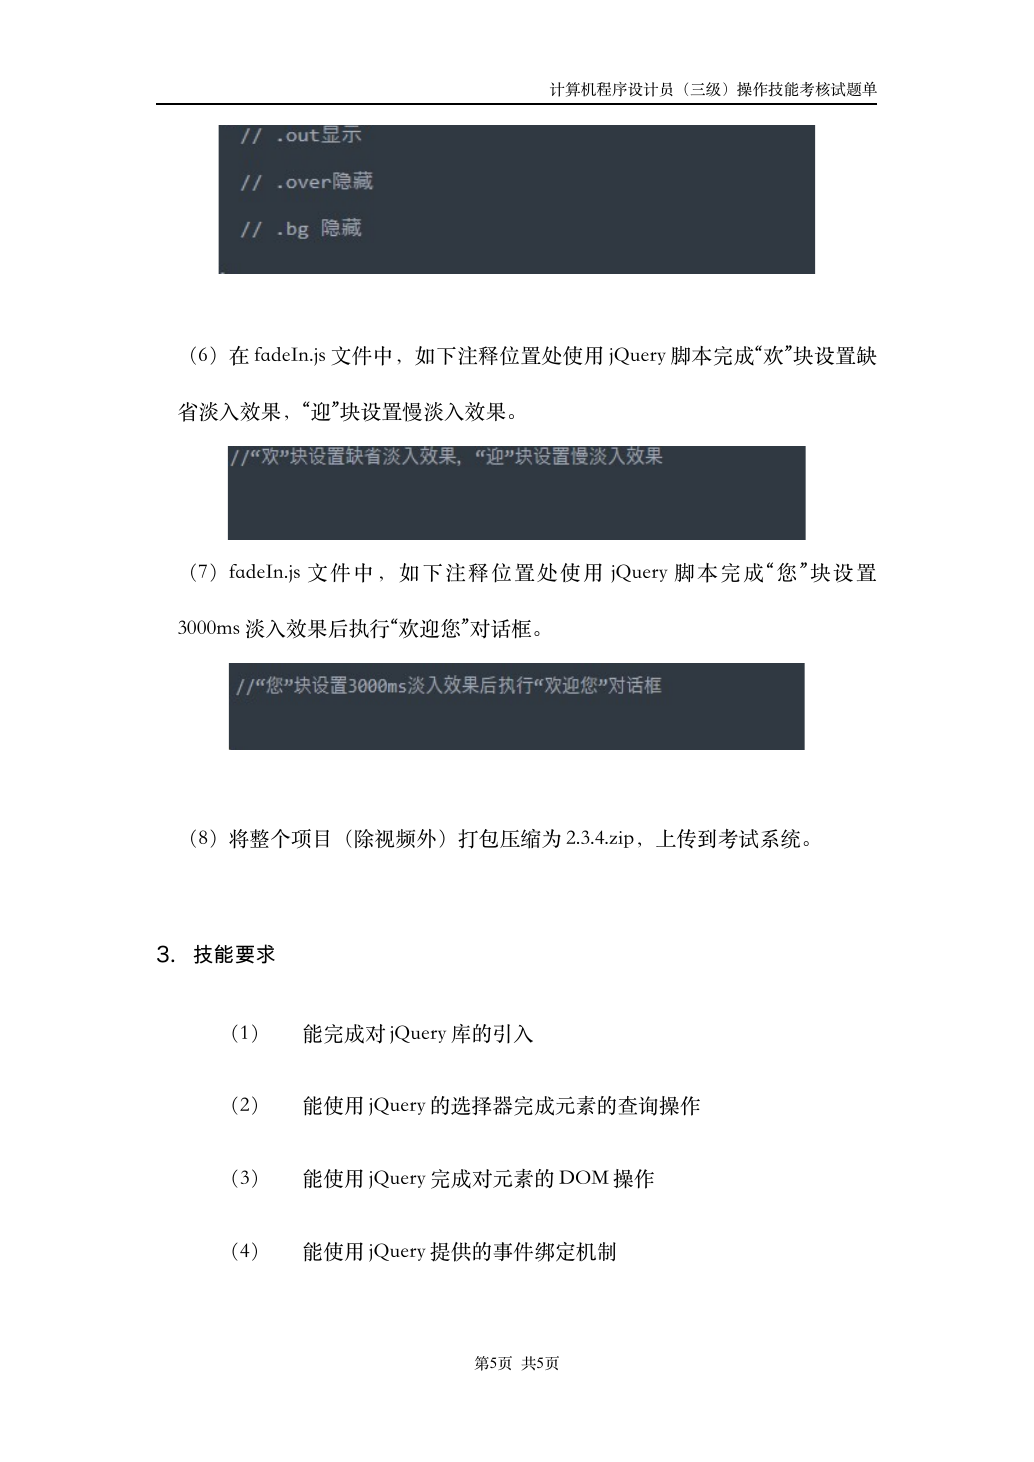 计算机程序设计员（三级）操作技能考核试题单
// .out显示
// .over隐藏
// .bg 隐藏
（6）在 fadeIn.js 文件中，如下注释位置处使用 jQuery 脚本完成“欢”块设置缺
省淡入效果，“迎”块设置慢淡入效果。
//“欢”块设置缺省淡入效果，“迎”块设置慢淡入效果
（7）fadeIn.js 文件中，如下注释位置处使用 jQuery 脚本完成“您”块设置
3000ms 淡入效果后执行“欢迎您”对话框。
//“您”块设置3000ms淡入效果后执行“欢迎您”对话框
（8）将整个项目（除视频外）打包压缩为 2.3.4.zip，上传到考试系统。
3. 技能要求
（1） 能完成对 jQuery 库的引入
（2） 能使用 jQuery 的选择器完成元素的查询操作
（3） 能使用 jQuery 完成对元素的 DOM 操作
（4） 能使用 jQuery 提供的事件绑定机制
第5页 共5页